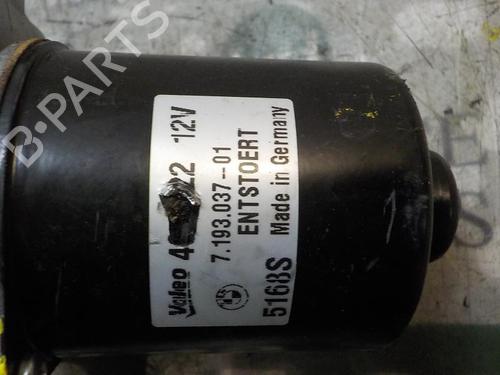 B-PARTS
Valeo 12V
7.193.037--01
ENTSTOERT
5168S Made in Germany